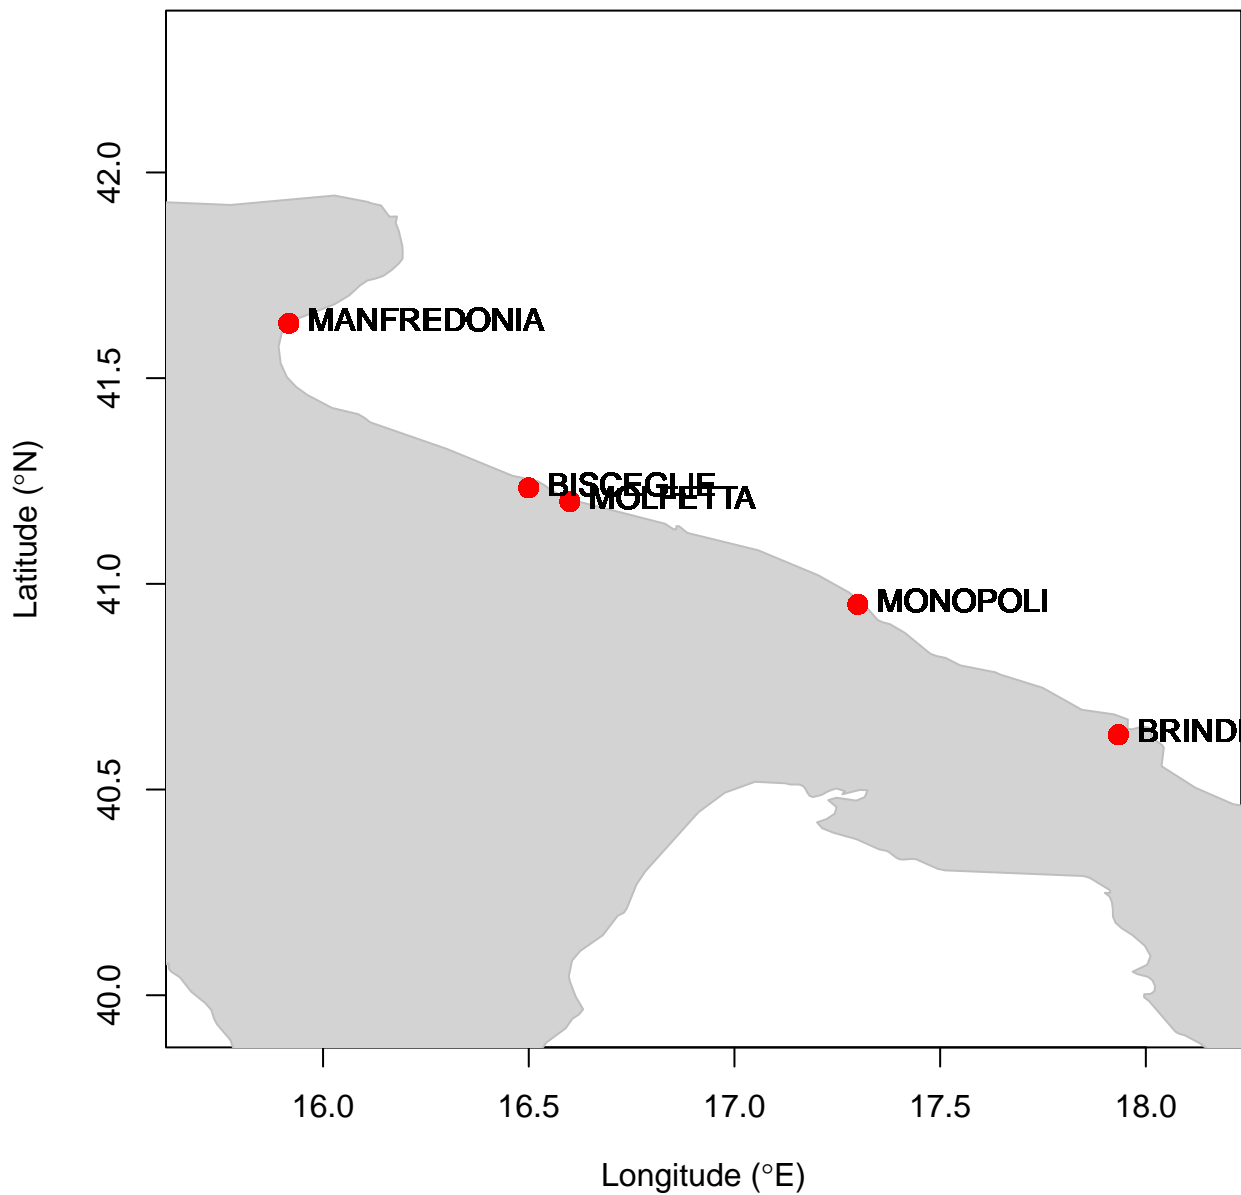 42.0
MANFREDONIA
41.5
BISCEGLIE
MOLFETTA
41.0
MONOPOLI
BRINDI
40.5
40.0
Latitude (°N)
16.0 16.5 17.0 17.5 18.0
Longitude (°E)